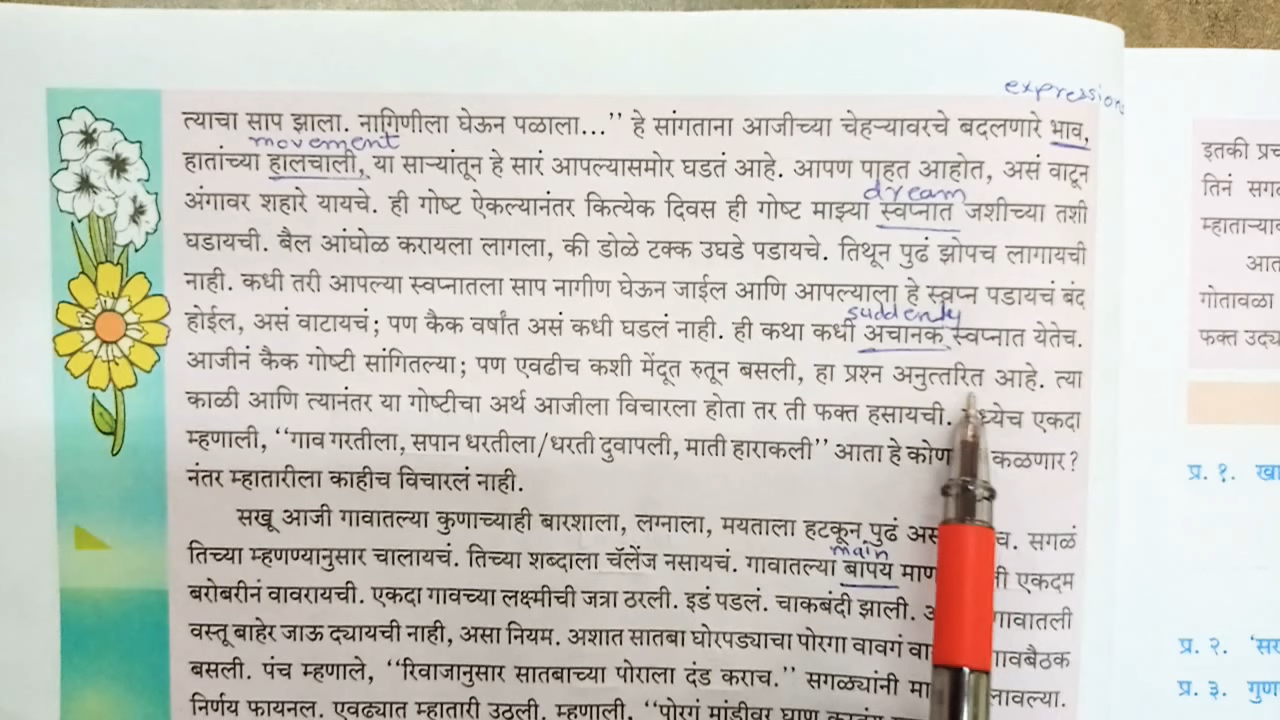 expression
त्याचा साप झाला. नागिणीला घेऊन पळाला...’’ हे सांगताना आजीच्या चेहऱ्यावरचे बदलणारे भाव,
movement
हातांच्या हालचाली, या साऱ्यांतून हे सारं आपल्यासमोर घडतं आहे. आपण पाहत आहोत, असं वाटून
dream
अंगावर शहारे यायचे. ही गोष्ट ऐकल्यानंतर कित्येक दिवस ही गोष्ट माझ्या स्वप्नात जशीच्या तशी
घडायची. बैल आंघोळ करायला लागला, की डोळे टक्क उघडे पडायचे. तिथून पुढं झोपच लागायची
नाही. कधी तरी आपल्या स्वप्नातला साप नागीण घेऊन जाईल आणि आपल्याला हे स्वप्न पडायचं बंद
suddenly
होईल, असं वाटायचं; पण कैक वर्षांत असं कधी घडलं नाही. ही कथा कधी अचानक स्वप्नात येतेच.
आजीनं कैक गोष्टी सांगितल्या; पण एवढीच कशी मेंदूत रुतून बसली, हा प्रश्न अनुत्तरित आहे. त्या
काळी आणि त्यानंतर या गोष्टीचा अर्थ आजीला विचारला होता तर ती फक्त हसायची. एकदा
म्हणाली, ‘‘गाव गरतीला, सपान धरतीला/धरती दुवापली, माती हाराकली’’ आता हे कोण कळणार?
नंतर म्हातारीला काहीच विचारलं नाही.
सखू आजी गावातल्या कुणाच्याही बारशाला, लग्नाला, मयताला हटकून पुढं सगळं
main
तिच्या म्हणण्यानुसार चालायचं. तिच्या शब्दाला चॅलेंज नसायचं. गावातल्या बापय एकदम
बरोबरीनं वावरायची. एकदा गावच्या लक्ष्मीची जत्रा ठरली. इडं पडलं. चाकबंदी झाली. गावातली
वस्तू बाहेर जाऊ द्यायची नाही, असा नियम. अशात सातबा घोरपड्याचा पोरगा वावगं गावबैठक
बसली. पंच म्हणाले, ‘‘रिवाजानुसार सातबाच्या पोराला दंड कराच.’’ सगळ्यांनी लावल्या.
निर्णय फायनल. एवढ्यात म्हातारी उठली. म्हणाली, ‘‘पोरगं मांडीवर घाण
इतकी
तिनं
गोतावळा
फक्त
प्र. १.
प्र. २.
प्र. ३.